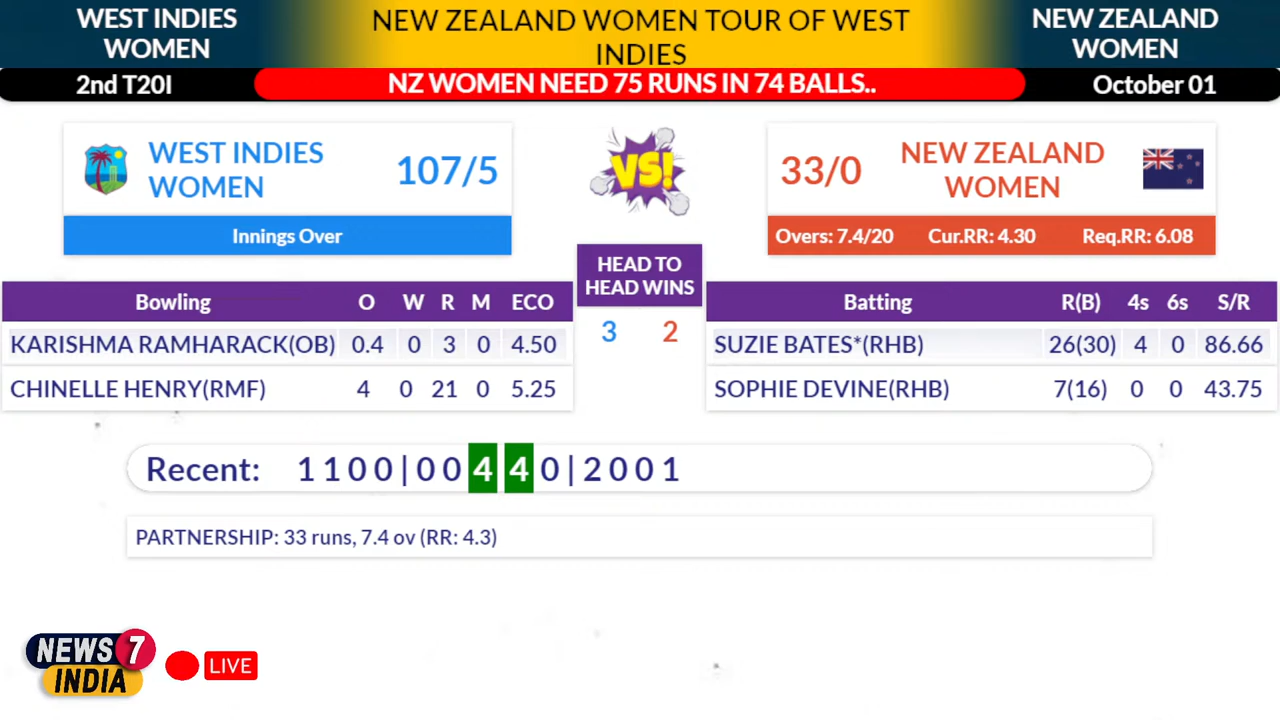 WEST INDIES
WOMEN
NEW ZEALAND WOMEN TOUR OF WEST
INDIES
NEW ZEALAND
WOMEN
2nd T20I
NZ WOMEN NEED 75 RUNS IN 74 BALLS..
October 01
WEST INDIES
WOMEN
107/5
Innings Over
VS!
33/0
NEW ZEALAND
WOMEN
Overs: 7.4/20 Cur.RR: 4.30 Req.RR: 6.08
HEAD TO
HEAD WINS
3 2
Bowling O W R M ECO
KARISHMA RAMHARACK(OB) 0.4 0 3 0 4.50
CHINELLE HENRY(RMF) 4 0 21 0 5.25
Batting R(B) 4s 6s S/R
SUZIE BATES*(RHB) 26(30) 4 0 86.66
SOPHIE DEVINE(RHB) 7(16) 0 0 43.75
Recent: 1 1 0 0 | 0 0 4 4 0 | 2 0 0 1
PARTNERSHIP: 33 runs, 7.4 ov (RR: 4.3)
NEWS 7
INDIA
LIVE